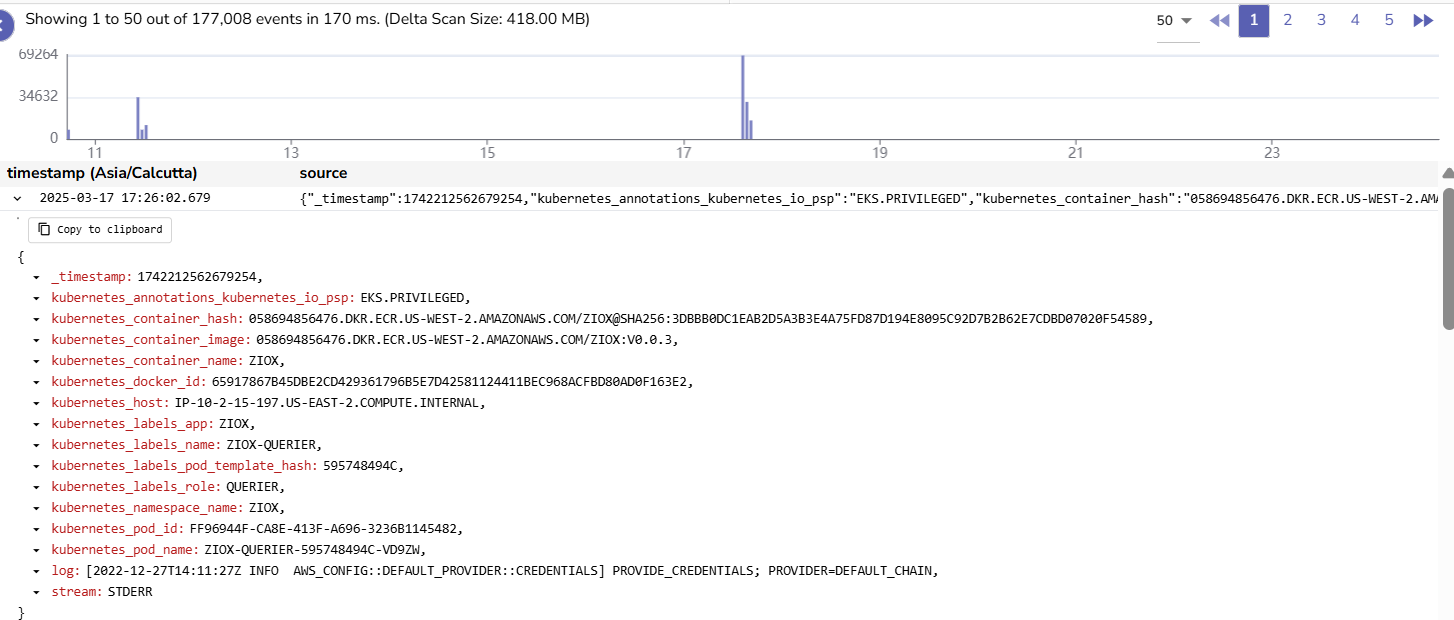 Showing 1 to 50 out of 177,008 events in 170 ms. (Delta Scan Size: 418.00 MB)
50 1 2 3 4 5
69264
34632
0
11 13 15 17 19 21 23
timestamp (Asia/Calcutta) source
2025-03-17 17:26:02.679 {"_timestamp":1742212562679254,"kubernetes_annotations_kubernetes_io_psp":"EKS.PRIVILEGED","kubernetes_container_hash":"058694856476.DKR.ECR.US-WEST-2.AMA
Copy to clipboard
{
_timestamp: 1742212562679254,
kubernetes_annotations_kubernetes_io_psp: EKS.PRIVILEGED,
kubernetes_container_hash: 058694856476.DKR.ECR.US-WEST-2.AMAZONAWS.COM/ZIOX@SHA256:3DBBB0DC1EAB2D5A3B3E4A75FD87D194E8095C92D7B2B62E7CDBD07020F54589,
kubernetes_container_image: 058694856476.DKR.ECR.US-WEST-2.AMAZONAWS.COM/ZIOX:V0.0.3,
kubernetes_container_name: ZIOX,
kubernetes_docker_id: 65917867B45DBE2CD429361796B5E7D42581124411BEC968ACFBD80AD0F163E2,
kubernetes_host: IP-10-2-15-197.US-EAST-2.COMPUTE.INTERNAL,
kubernetes_labels_app: ZIOX,
kubernetes_labels_name: ZIOX-QUERIER,
kubernetes_labels_pod_template_hash: 595748494C,
kubernetes_labels_role: QUERIER,
kubernetes_namespace_name: ZIOX,
kubernetes_pod_id: FF96944F-CA8E-413F-A696-3236B1145482,
kubernetes_pod_name: ZIOX-QUERIER-595748494C-VD9ZW,
log: [2022-12-27T14:11:27Z INFO  AWS_CONFIG::DEFAULT_PROVIDER::CREDENTIALS] PROVIDE_CREDENTIALS; PROVIDER=DEFAULT_CHAIN,
stream: STDERR
}